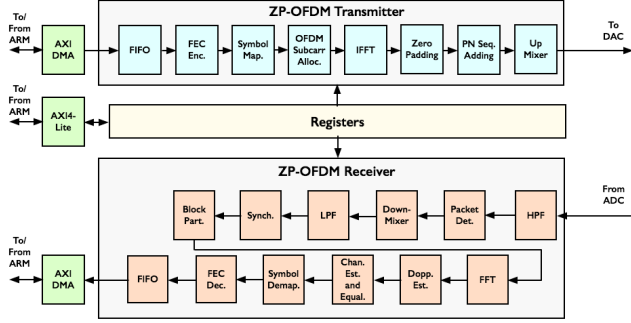 ZP-OFDM Transmitter
To/
From
ARM
AXI
DMA
FIFO
FEC
Enc.
Symbol
Map.
OFDM
Subcarr
Alloc.
IFFT
Zero
Padding
PN Seq.
Adding
Up
Mixer
To
DAC
To/
From
ARM
AXI4-
Lite
Registers
ZP-OFDM Receiver
Block
Part.
Synch.
LPF
Down-
Mixer
Packet
Det.
HPF
From
ADC
To/
From
ARM
AXI
DMA
FIFO
FEC
Dec.
Symbol
Demap.
Chan.
Est.
and
Equal.
Dopp.
Est.
FFT